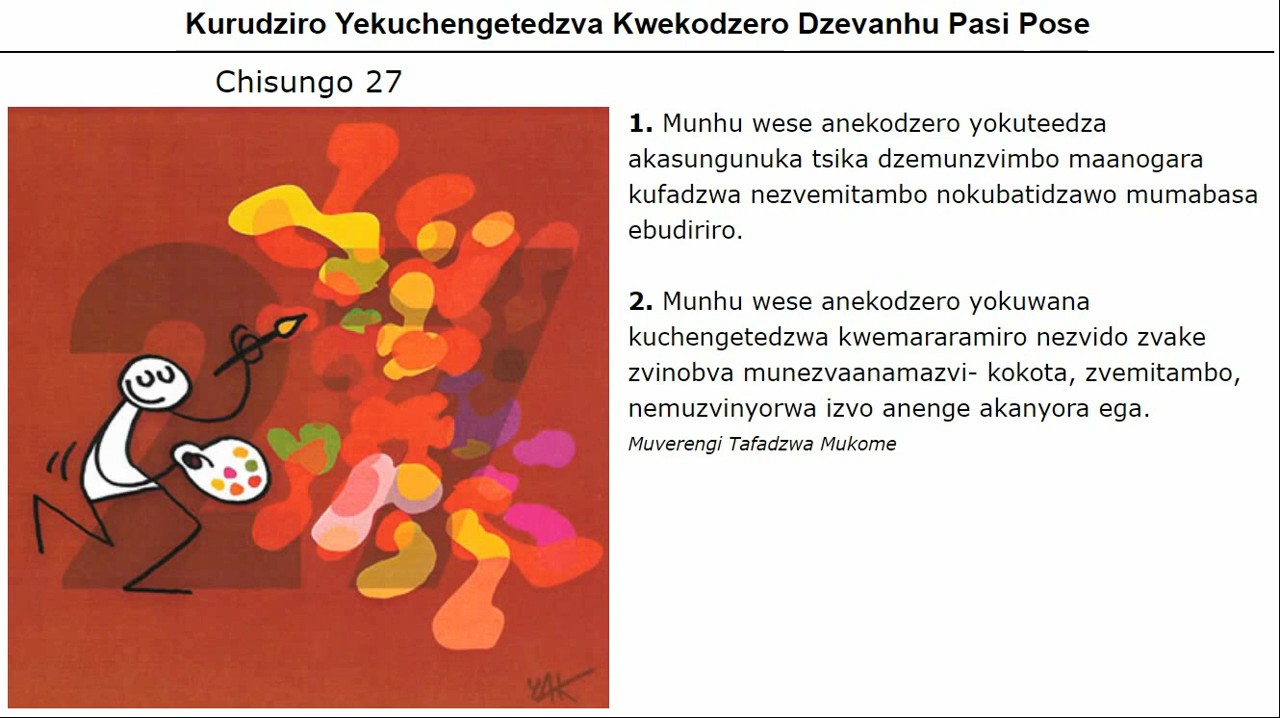 Kurudziro Yekuchengetedzva Kwekodzero Dzevanhu Pasi Pose
Chisungo 27
1. Munhu wese anekodzero yokuteedza
akasungunuka tsika dzemunzvimbo maanogara
kufadzwa nezvemitambo nokubatidzawo mumabasa
ebudiriro.
2. Munhu wese anekodzero yokuwana
kuchengetedzwa kwemararamiro nezvido zvake
zvinobva munezvaanamazvi- kokota, zvemitambo,
nemuzvinyorwa izvo anenge akanyora ega.
Muverengi Tafadzwa Mukome
27
YAK